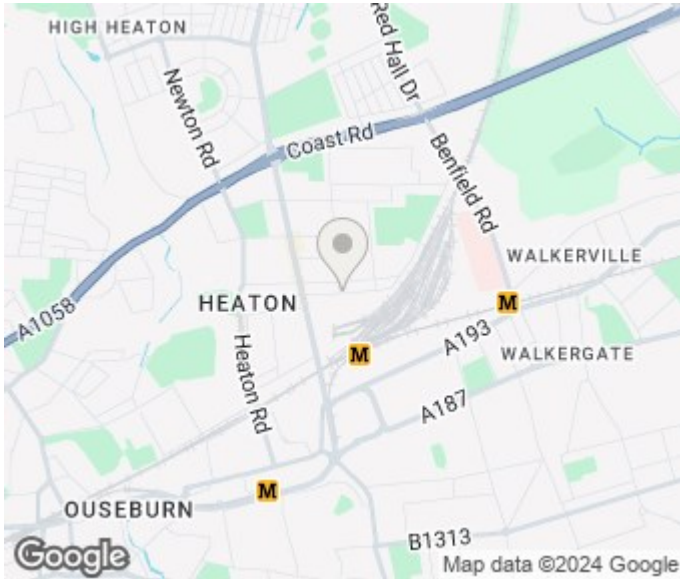 HIGH HEATON
Red Hall Dr
Newton Rd
Coast Rd
Benfield Rd
WALKERVILLE
A1058
HEATON
M
A193
M
WALKERGATE
Heaton Rd
A187
M
OUSEBURN
B1313
Google
Map data ©2024 Google